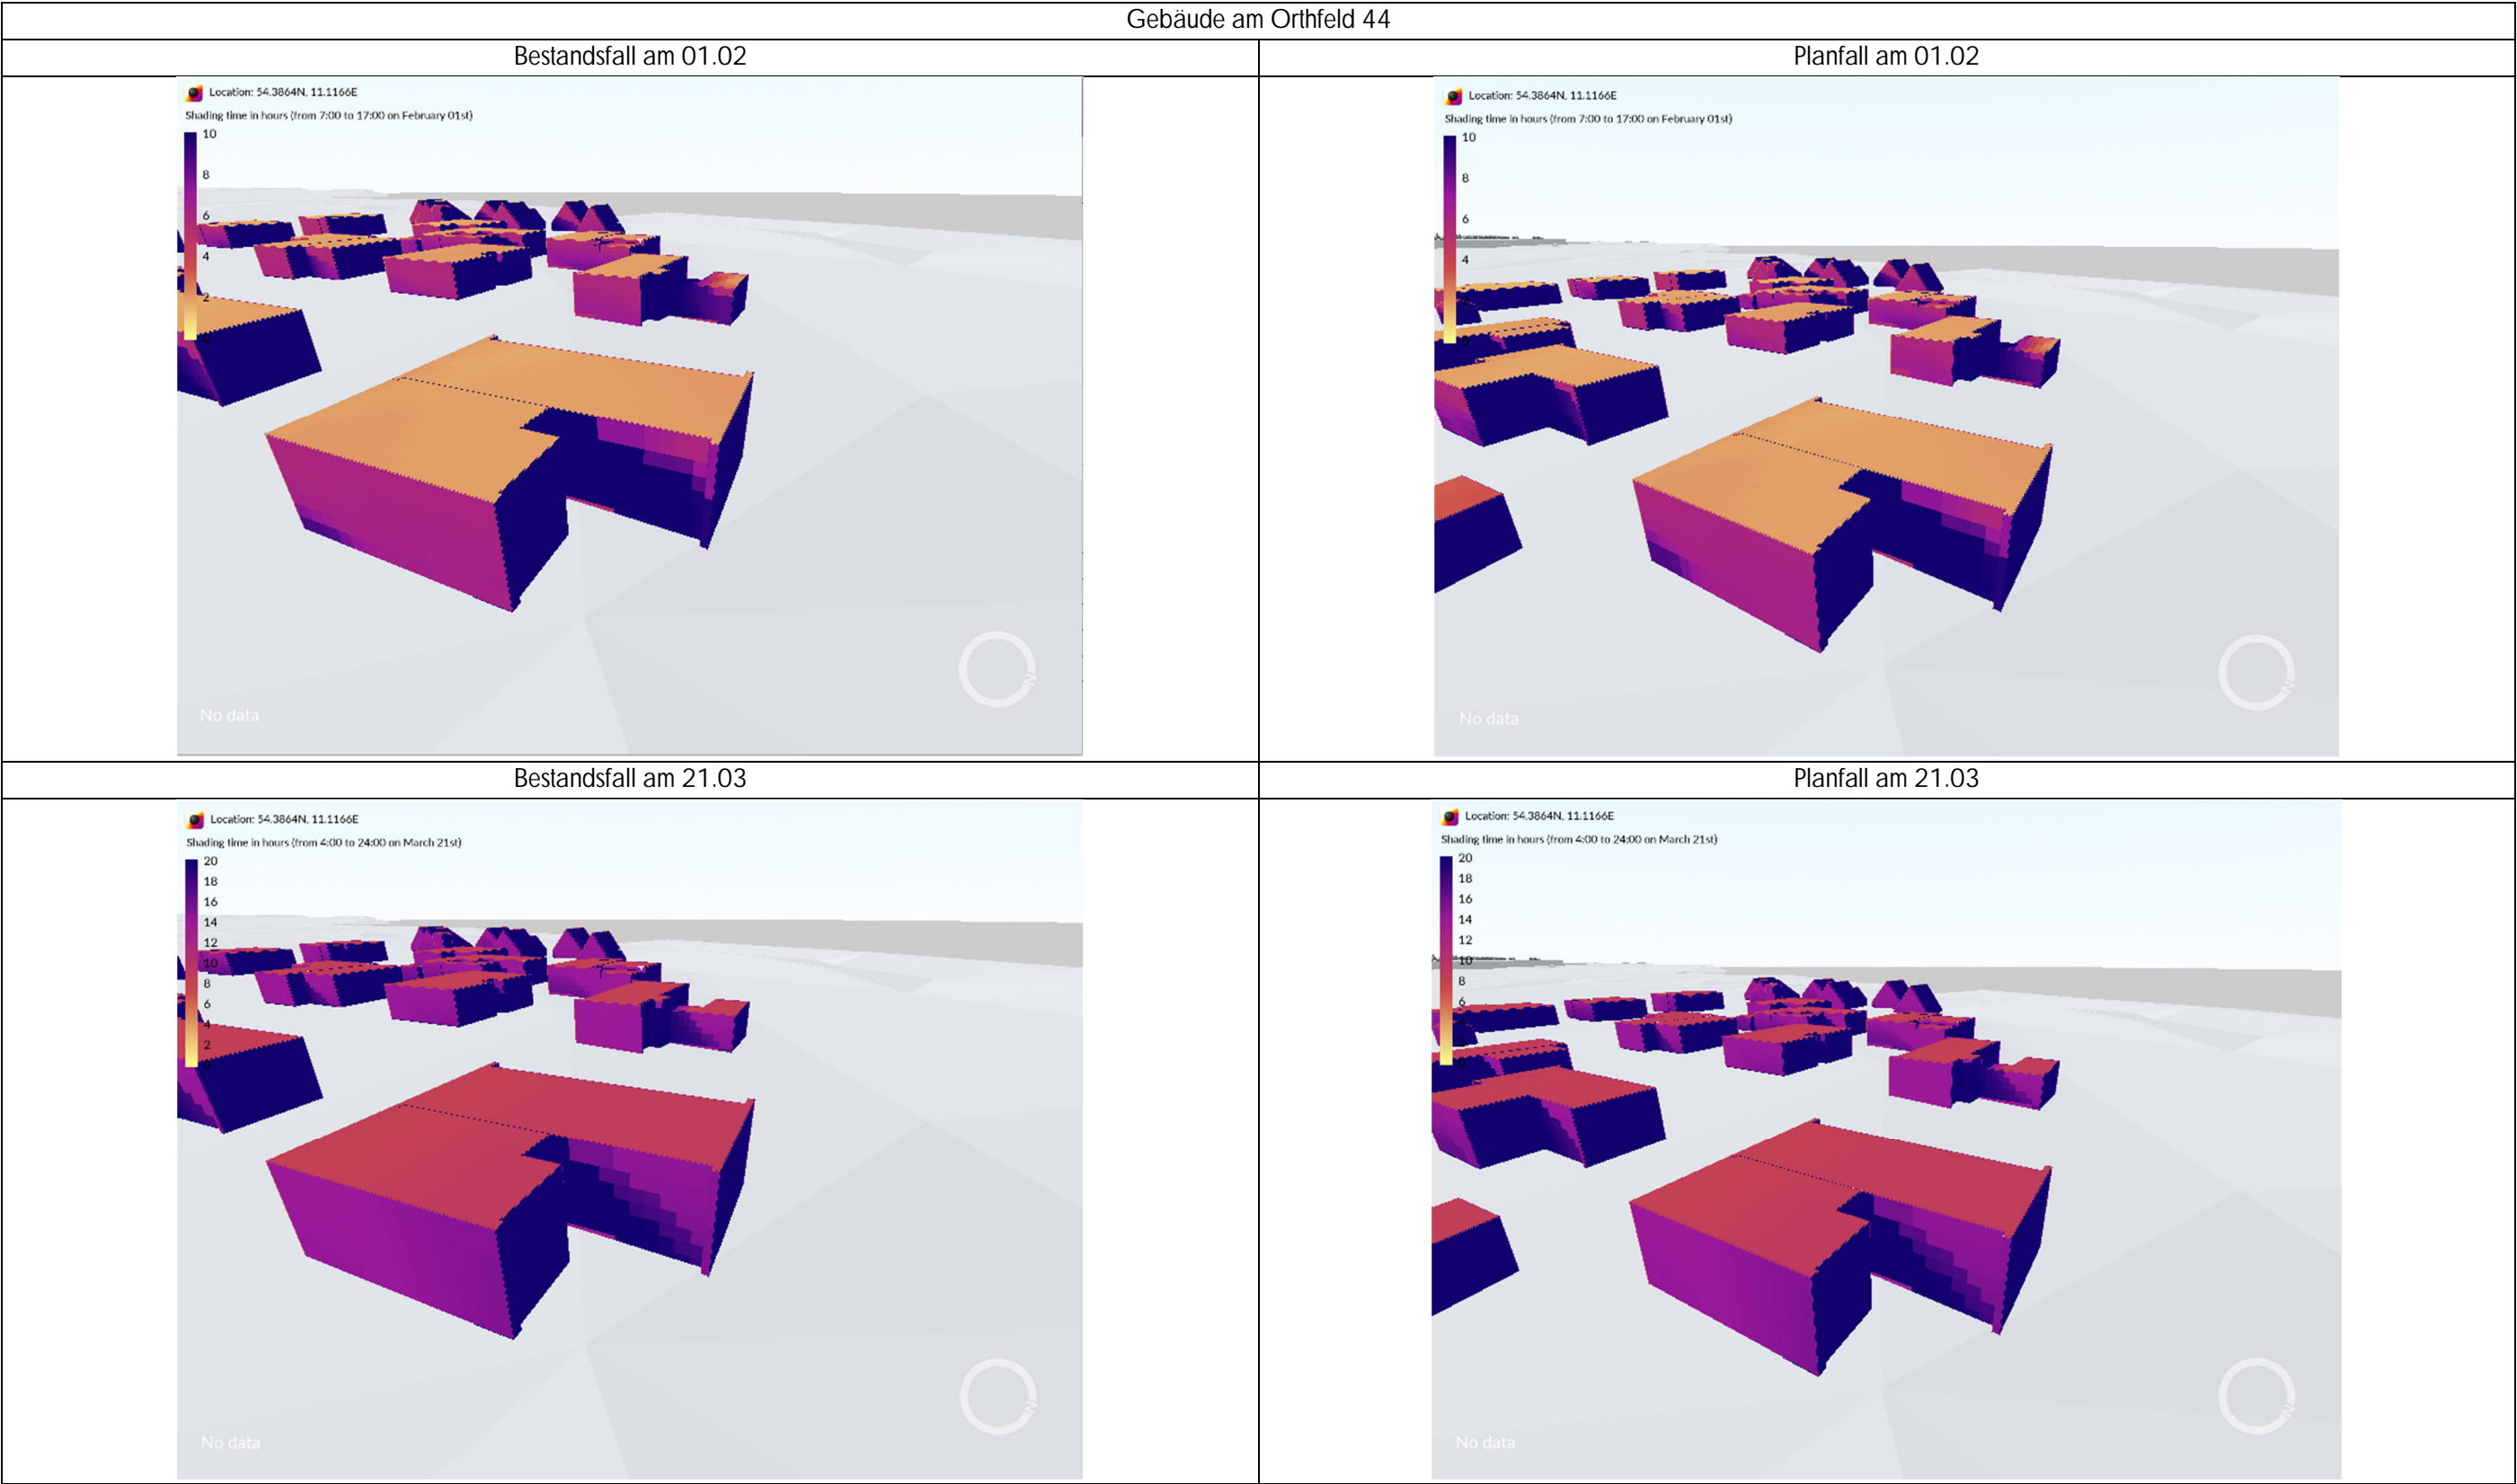 Gebäude am Orthfeld 44
Bestandsfall am 01.02
Planfall am 01.02
Location: 54.3864N, 11.1166E
Shading time in hours (from 7:00 to 17:00 on February 01st)
10
8
6
4
2
0
N
No data
Location: 54.3864N, 11.1166E
Shading time in hours (from 7:00 to 17:00 on February 01st)
10
8
6
4
2
0
N
No data
Bestandsfall am 21.03
Planfall am 21.03
Location: 54.3864N, 11.1166E
Shading time in hours (from 4:00 to 24:00 on March 21st)
20
18
16
14
12
10
8
6
4
2
0
N
No data
Location: 54.3864N, 11.1166E
Shading time in hours (from 4:00 to 24:00 on March 21st)
20
18
16
14
12
10
8
6
4
0
N
No data